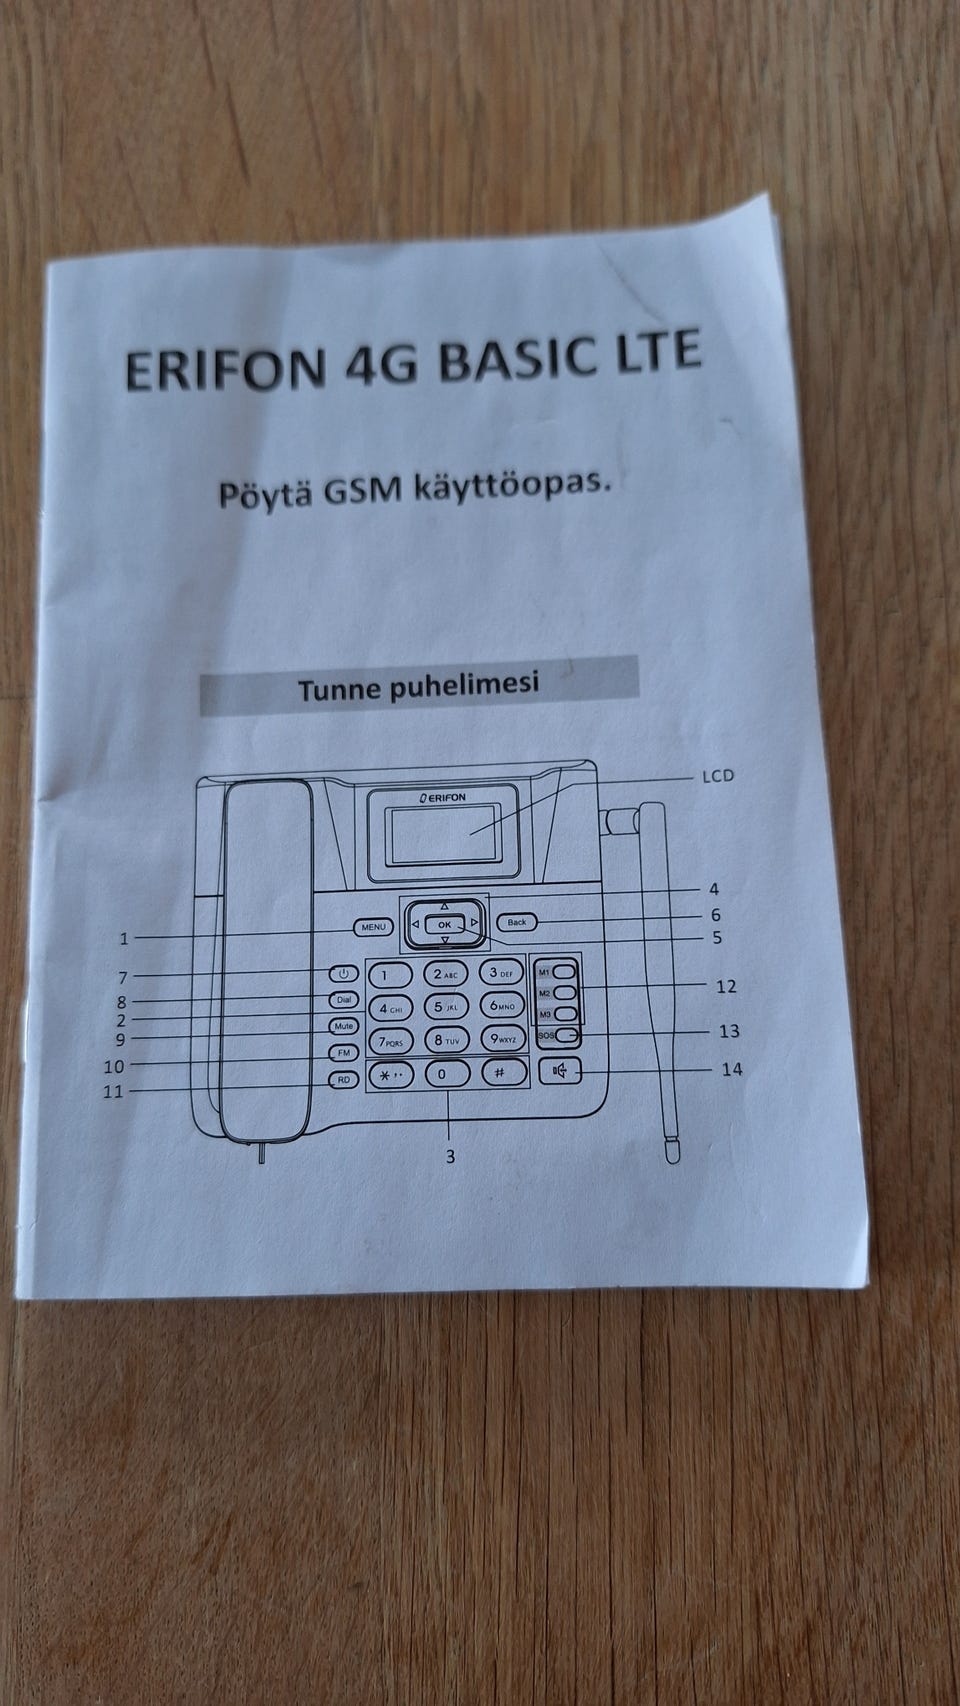 ERIFON 4G BASIC LTE
Pöytä GSM käyttöopas.
Tunne puhelimesi
LCD
ERIFON
4
MENU
OK
Back
6
1
5
7
1
2 ABC
3 DEF
M1
8
Dial
4 GHI
5 JKL
6 MNO
M2
12
2
M3
9
Mute
7 PQRS
8 TUV
9 WXYZ
SOS
13
10
FM
* , .
0
#
14
11
RD
3